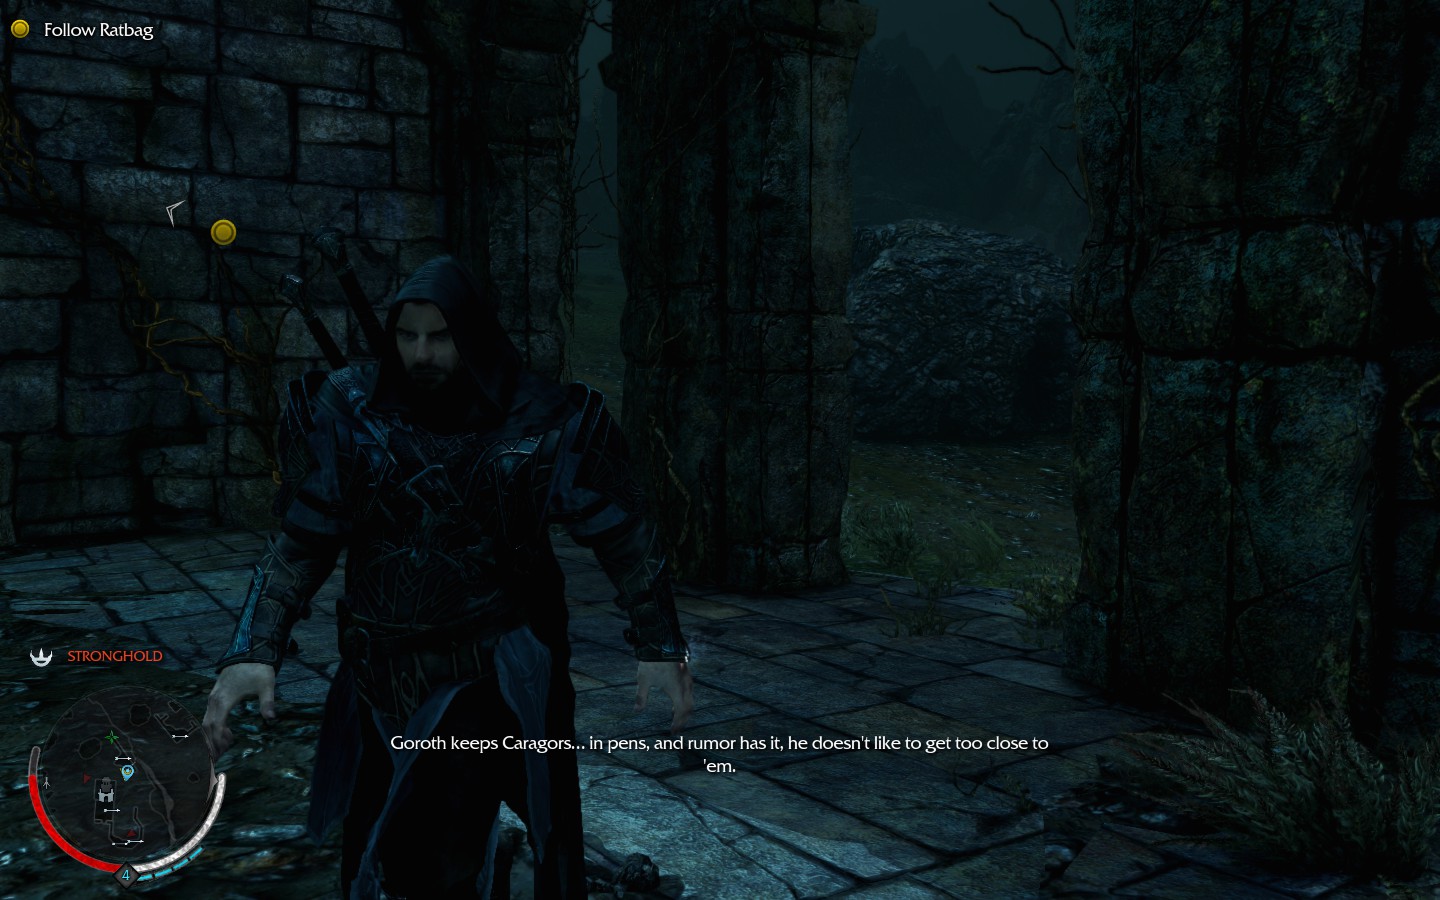 Follow Ratbag
STRONGHOLD
Goroth keeps Caragors... in pens, and rumor has it, he doesn't like to get too close to
'em.
4